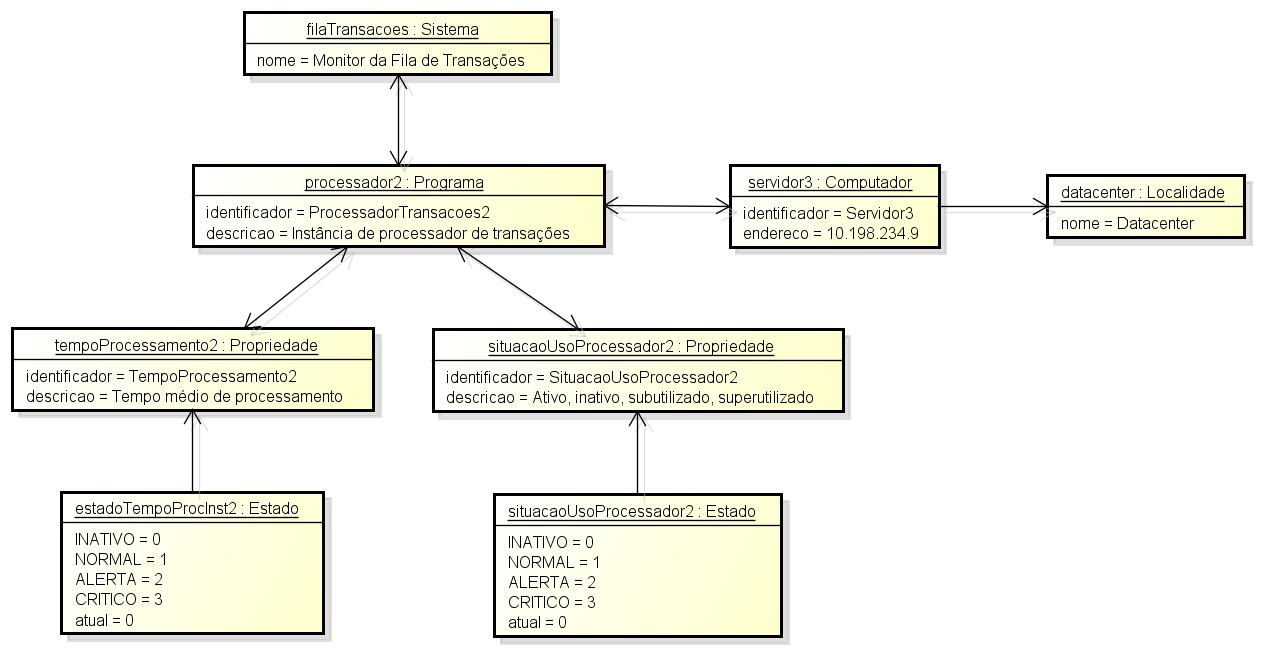 filaTransacoes : Sistema
nome = Monitor da Fila de Transações
processador2 : Programa
identificador = ProcessadorTransacoes2
descricao = Instância de processador de transações
servidor3 : Computador
identificador = Servidor3
endereco = 10.198.234.9
datacenter : Localidade
nome = Datacenter
tempoProcessamento2 : Propriedade
identificador = TempoProcessamento2
descricao = Tempo médio de processamento
situacaoUsoProcessador2 : Propriedade
identificador = SituacaoUsoProcessador2
descricao = Ativo, inativo, subutilizado, superutilizado
estadoTempoProcInst2 : Estado
INATIVO = 0
NORMAL = 1
ALERTA = 2
CRITICO = 3
atual = 0
situacaoUsoProcessador2 : Estado
INATIVO = 0
NORMAL = 1
ALERTA = 2
CRITICO = 3
atual = 0